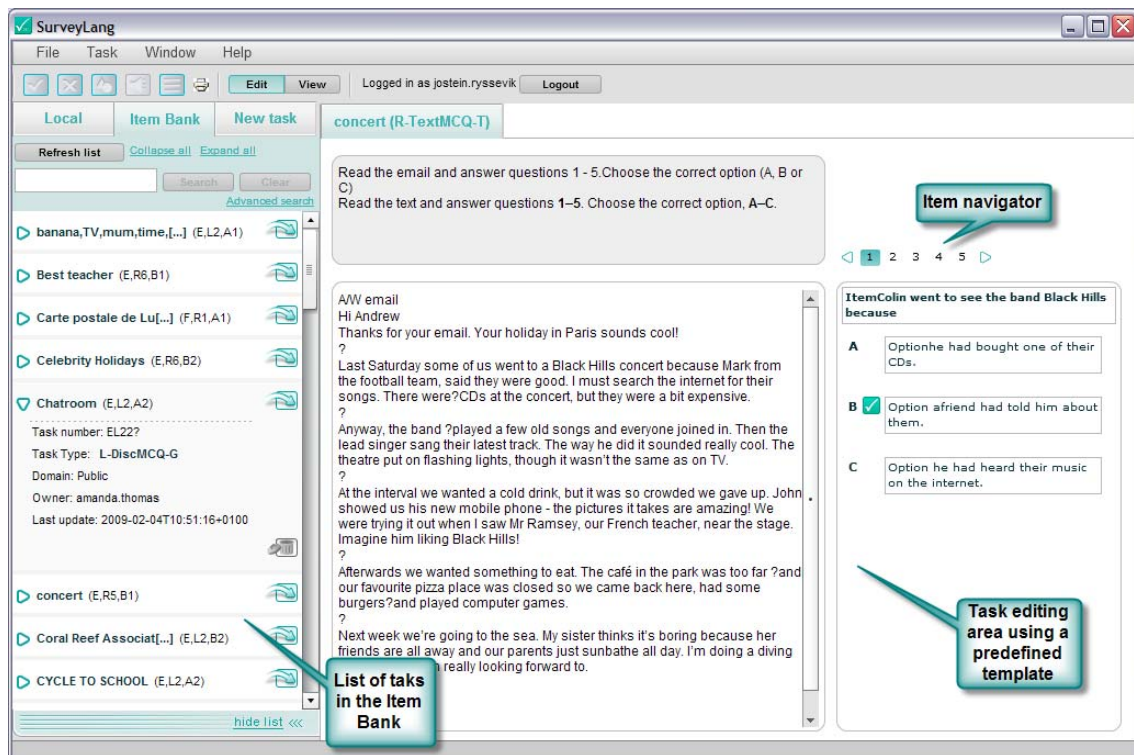 SurveyLang
File Task Window Help
Edit View Logged in as jostein.ryssevik Logout
Local Item Bank New task
Refresh list Collapse all Expand all
Search Clear
Advanced search
banana,TV,mum,time,[...] (E,L2,A1)
Best teacher (E,R6,B1)
Carte postale de Lu[...] (F,R1,A1)
Celebrity Holidays (E,R6,B2)
Chatroom (E,L2,A2)
Task number: EL22?
Task Type: L-DiscMCQ-G
Domain: Public
Owner: amanda.thomas
Last update: 2009-02-04T10:51:16+0100
concert (E,R5,B1)
Coral Reef Associat[...] (E,L2,B2)
CYCLE TO SCHOOL (E,L2,A2)
hide list <<<
List of taks
in the Item
Bank
concert (R-TextMCQ-T)
Read the email and answer questions 1 - 5.Choose the correct option (A, B or
C)
Read the text and answer questions 1–5. Choose the correct option, A–C.
A/W email
Hi Andrew
Thanks for your email. Your holiday in Paris sounds cool!
?
Last Saturday some of us went to a Black Hills concert because Mark from
the football team, said they were good. I must search the internet for their
songs. There were?CDs at the concert, but they were a bit expensive.
?
Anyway, the band ?played a few old songs and everyone joined in. Then the
lead singer sang their latest track. The way he did it sounded really cool. The
theatre put on flashing lights, though it wasn't the same as on TV.
?
At the interval we wanted a cold drink, but it was so crowded we gave up. John
showed us his new mobile phone - the pictures it takes are amazing! We
were trying it out when I saw Mr Ramsey, our French teacher, near the stage.
Imagine him liking Black Hills!
?
Afterwards we wanted something to eat. The café in the park was too far ?and
our favourite pizza place was closed so we came back here, had some
burgers?and played computer games.
?
Next week we're going to the sea. My sister thinks it's boring because her
friends are all away and our parents just sunbathe all day. I'm doing a diving
really looking forward to.
Item navigator
1 2 3 4 5
ItemColin went to see the band Black Hills
because
A Optionhe had bought one of their
CDs.
B Option afriend had told him about
them.
C Option he had heard their music
on the internet.
Task editing
area using a
predefined
template